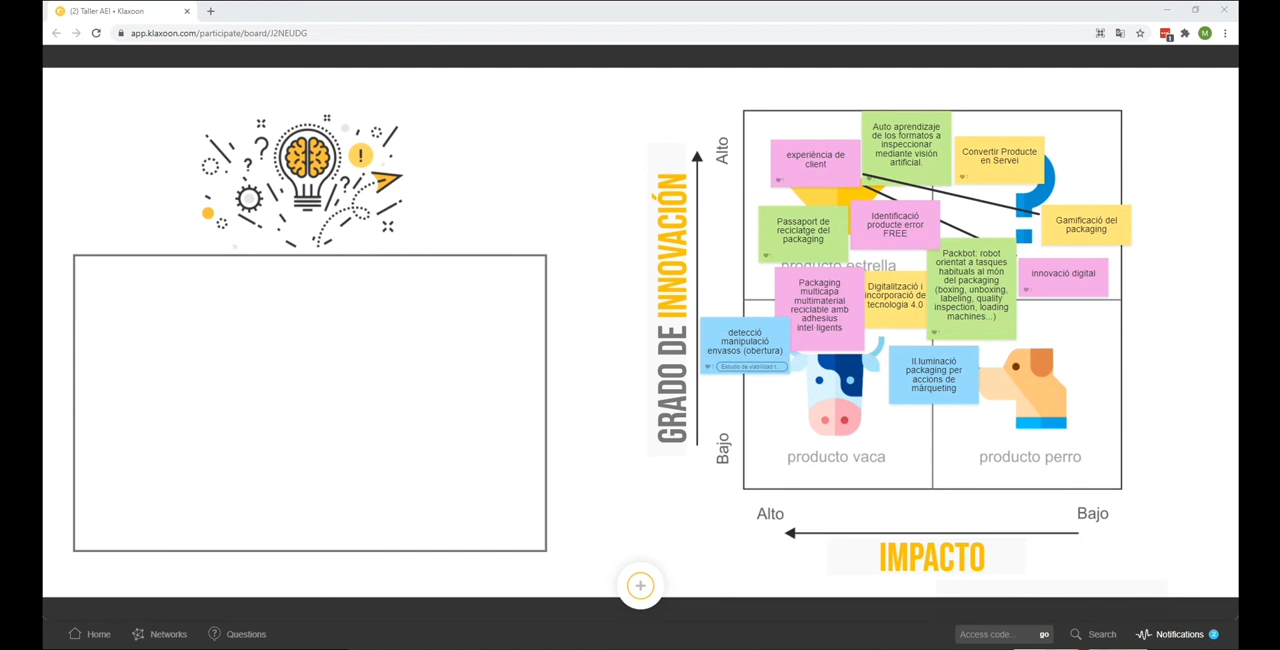 (2) Taller AEI • Klaxoon
app.klaxoon.com/participate/board/J2NEUDG
M
GRADO DE INNOVACIÓN
Alto
Bajo
experiència de
client
Auto aprendizaje
de los formatos a
inspeccionar
mediante visión
artificial.
Convertir Producte
en Servei
Passaport de
reciclatge del
packaging
Identificació
producte error
FREE
Gamificació del
packaging
producto estrella
Packaging
multicapa
multimaterial
reciclable amb
adhesius
intel·ligents
Digitalització i
incorporació de
tecnologia 4.0
Packbot: robot
orientat a tasques
habituals al món
del packaging
(boxing, unboxing,
labeling, quality
inspection, loading
machines...)
innovació digital
detecció
manipulació
envasos (obertura)
Estudio de viabilidad t...
Il.luminació
packaging per
accions de
màrqueting
producto vaca
producto perro
Alto
Bajo
IMPACTO
Home
Networks
Questions
Access code...
go
Search
Notifications
2